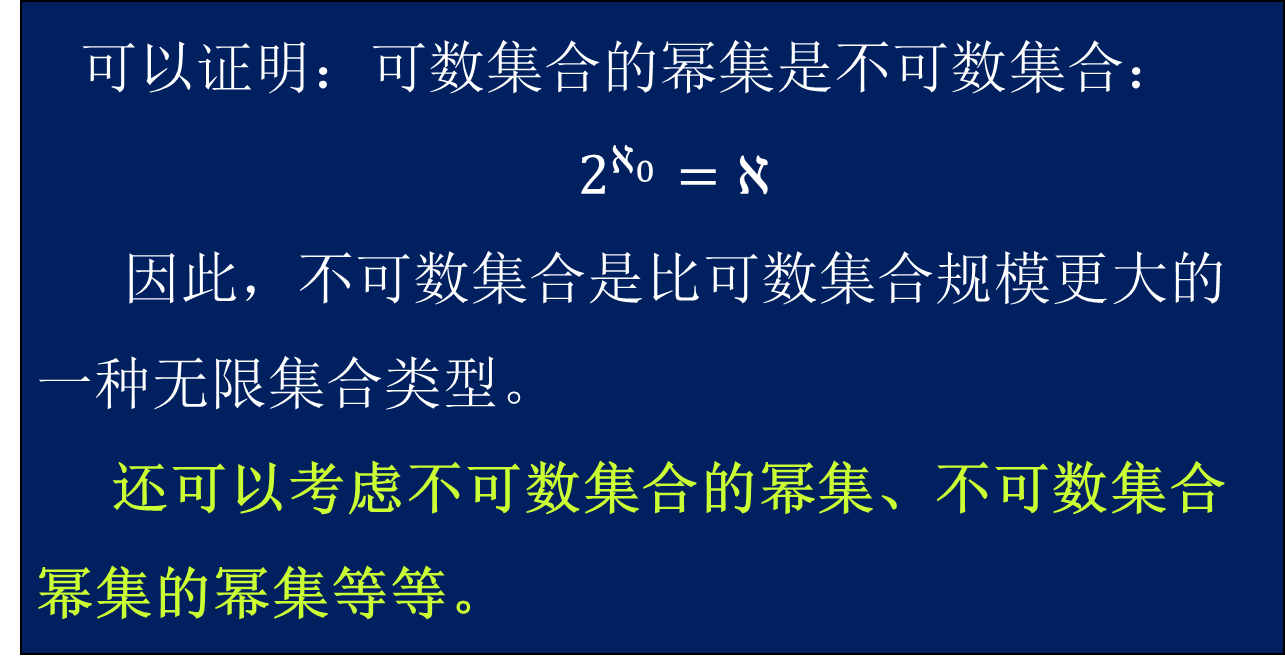 可以证明：可数集合的幂集是不可数集合：
2^ℵ₀ = ℵ
因此，不可数集合是比可数集合规模更大的
一种无限集合类型。
还可以考虑不可数集合的幂集、不可数集合
幂集的幂集等等。